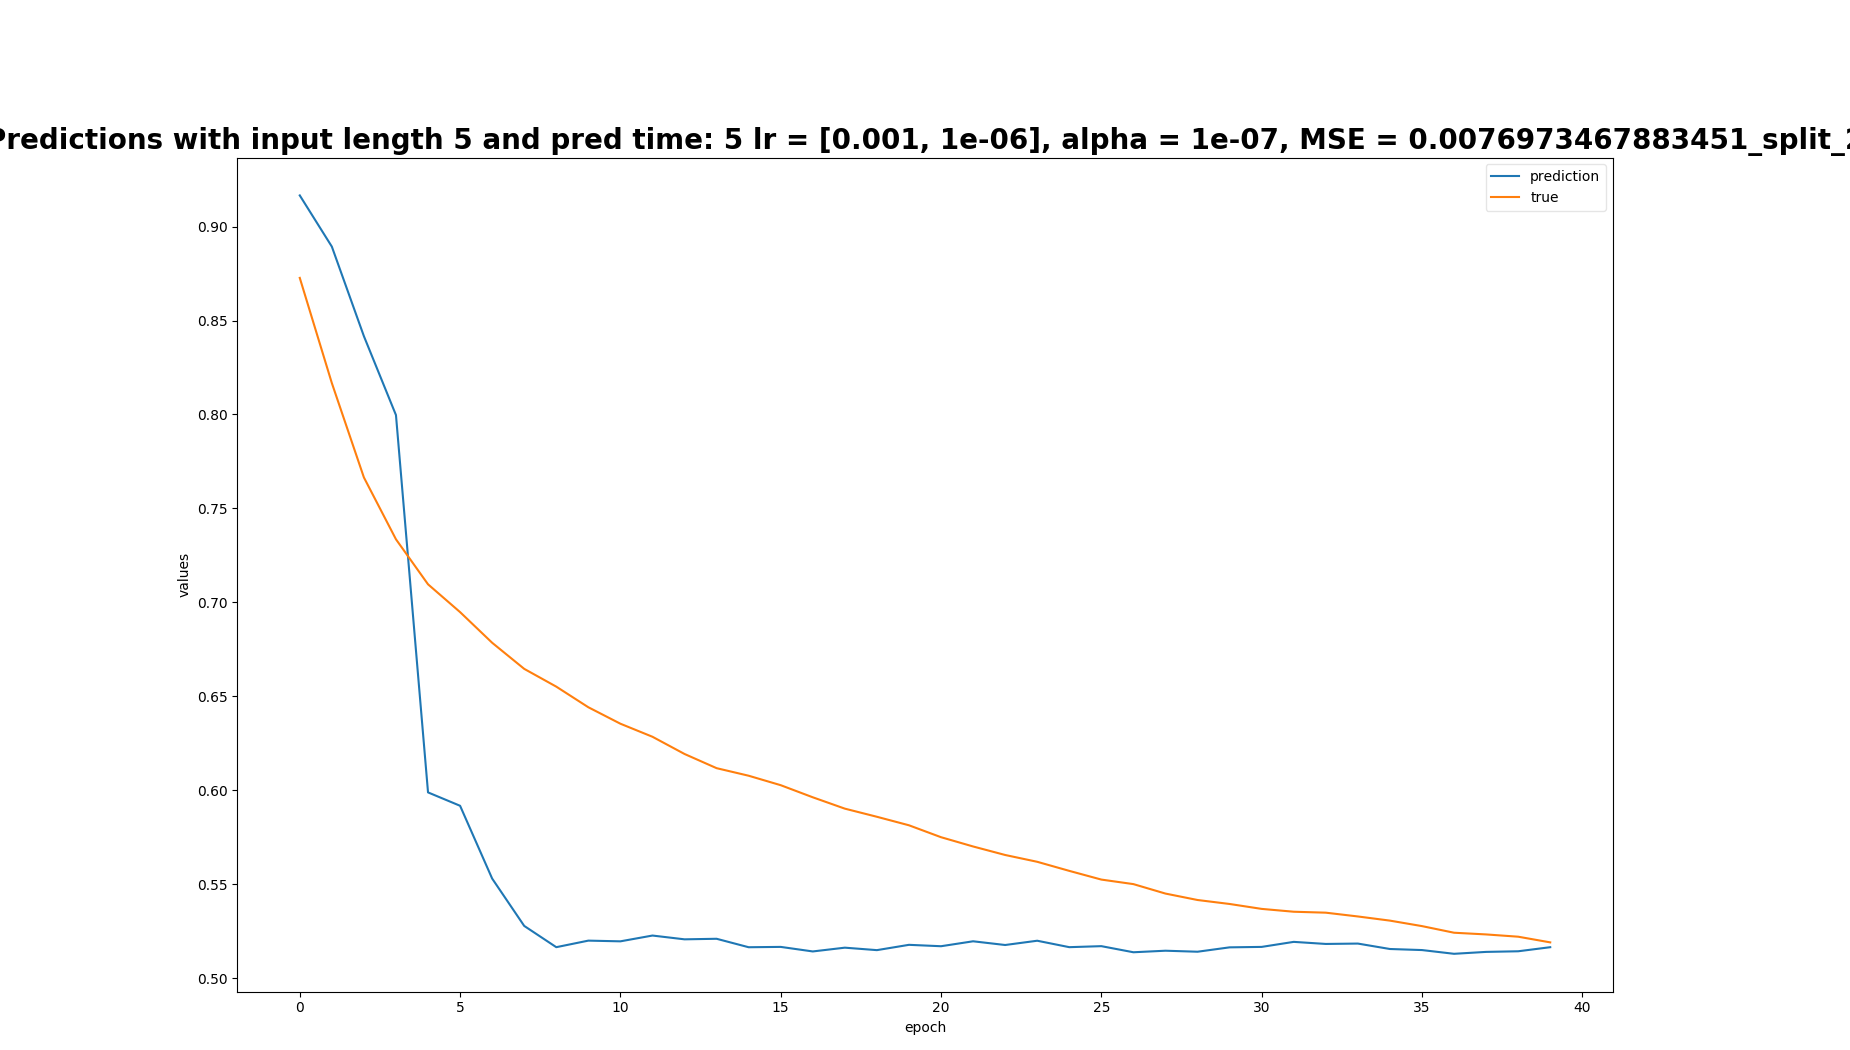 Predictions with input length 5 and pred time: 5 lr = [0.001, 1e-06], alpha = 1e-07, MSE = 0.0076973467883451_split_2
prediction
true
0.90
0.85
0.80
0.75
0.70
0.65
0.60
0.55
0.50
values
0 5 10 15 20 25 30 35 40
epoch